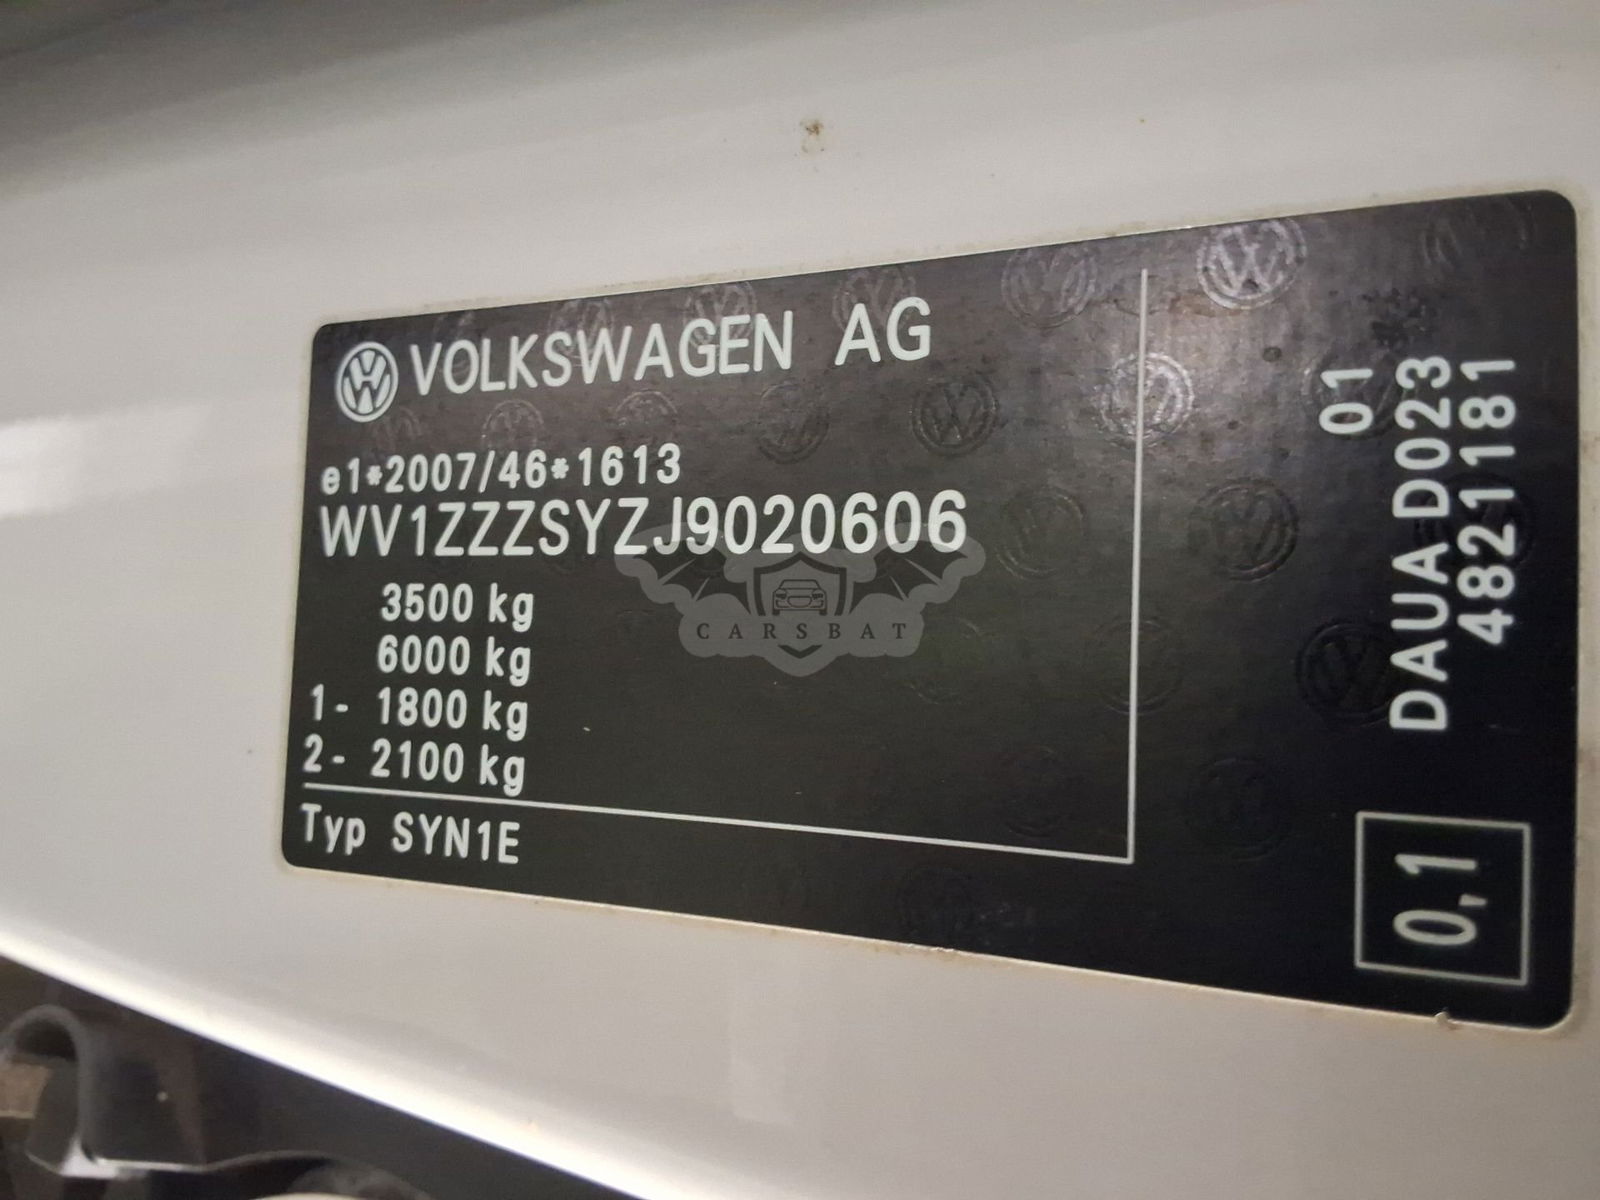 VOLKSWAGEN AG
e1*2007/46*1613
WV1ZZZSYZJ9020606
3500 kg
6000 kg
1- 1800 kg
2- 2100 kg
Typ SYN1E
01
DAUA D023
4821181
0,1
CARSBAT